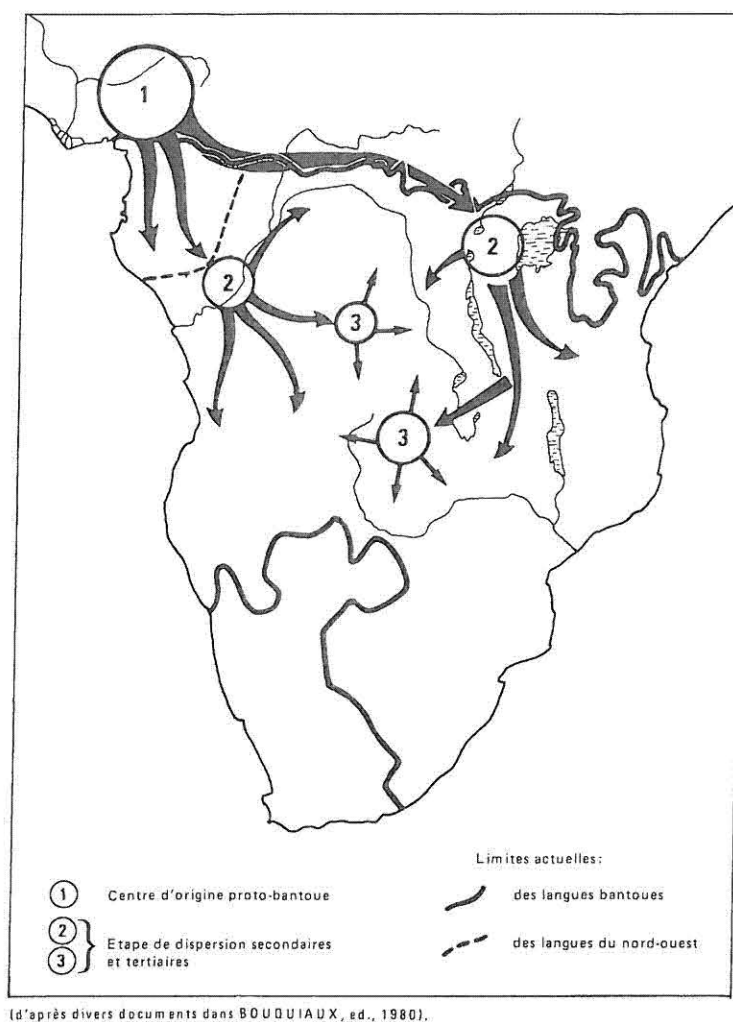 1
2
2
3
3
Limites actuelles:
1 Centre d'origine proto-bantoue
des langues bantoues
2
3 Etape de dispersion secondaires
et tertiaires
des langues du nord-ouest
(d'après divers documents dans BOUQUIAUX, ed., 1980).